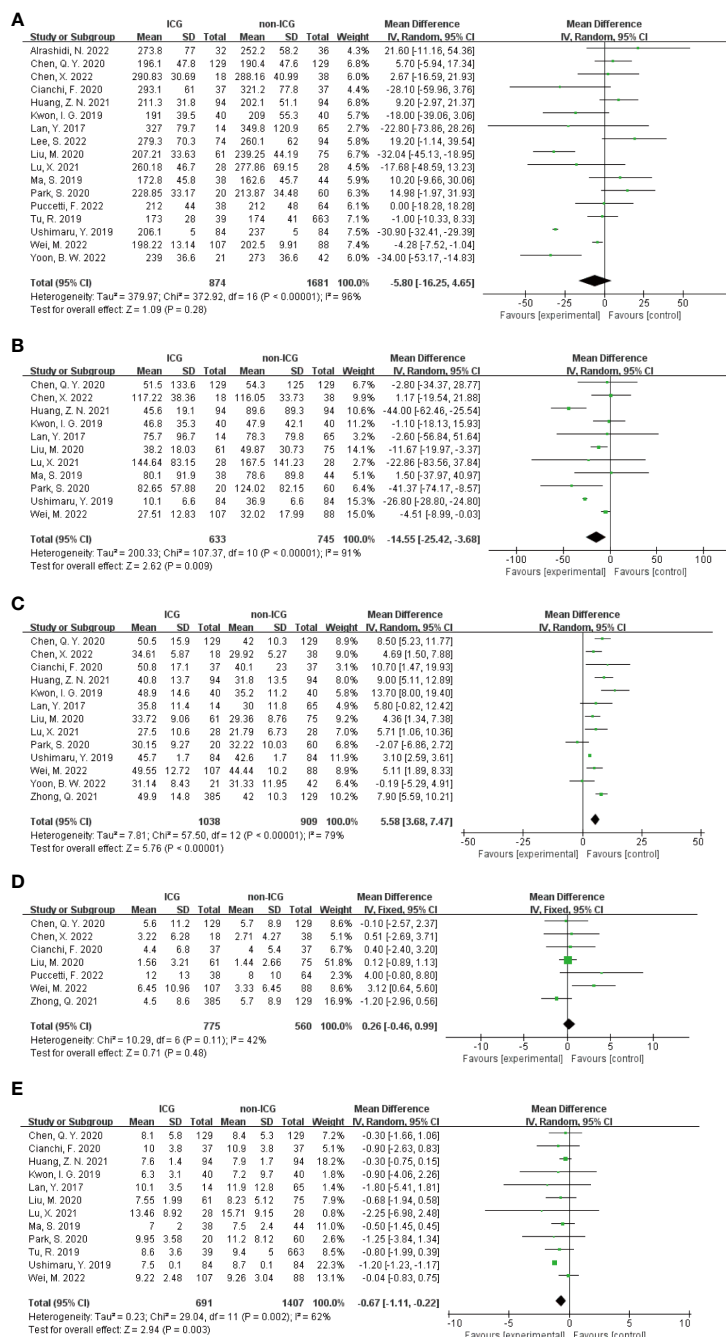 A
ICG non-ICG Mean Difference Mean Difference
Study or Subgroup Mean SD Total Mean SD Total Weight IV, Random, 95% CI IV, Random, 95% CI
Alrashidi, N. 2022 273.8 77 32 252.2 58.2 36 4.3% 21.60 [-11.16, 54.36]
Chen, Q. Y. 2020 196.1 47.8 129 190.4 47.6 129 6.8% 5.70 [-5.94, 17.34]
Chen, X. 2022 290.83 30.69 18 288.16 40.99 38 6.0% 2.67 [-16.59, 21.93]
Cianchi, F. 2020 293.1 61 37 321.2 77.8 37 4.4% -28.10 [-59.96, 3.76]
Huang, Z. N. 2021 211.3 31.8 94 202.1 51.1 94 6.8% 9.20 [-2.97, 21.37]
Kwon, I. G. 2019 191 39.5 40 209 55.3 40 5.8% -18.00 [-39.06, 3.06]
Lan, Y. 2017 327 79.7 14 349.8 120.9 65 2.6% -22.80 [-73.86, 28.26]
Lee, S. 2022 279.3 70.3 74 260.1 62 94 5.9% 19.20 [-1.14, 39.54]
Liu, M. 2020 207.21 33.63 61 239.25 44.19 75 6.7% -32.04 [-45.13, -18.95]
Lu, X. 2021 260.18 46.7 28 277.86 69.15 28 4.5% -17.68 [-48.59, 13.23]
Ma, S. 2019 172.8 45.8 38 162.6 45.7 44 5.9% 10.20 [-9.66, 30.06]
Park, S. 2020 228.85 33.17 20 213.87 34.48 60 6.2% 14.98 [-1.97, 31.93]
Puccetti, F. 2022 212 44 38 212 48 64 6.1% 0.00 [-18.28, 18.28]
Tu, R. 2019 173 28 39 174 41 663 7.0% -1.00 [-10.33, 8.33]
Ushimaru, Y. 2019 206.1 5 84 237 5 84 7.4% -30.90 [-32.41, -29.39]
Wei, M. 2022 198.22 13.14 107 202.5 9.91 88 7.4% -4.28 [-7.52, -1.04]
Yoon, B. W. 2022 239 36.6 21 273 36.6 42 6.0% -34.00 [-53.17, -14.83]
Total (95% CI) 874 1681 100.0% -5.80 [-16.25, 4.65]
Heterogeneity: Tau² = 379.97; Chi² = 372.92, df = 16 (P < 0.00001); I² = 96%
Test for overall effect: Z = 1.09 (P = 0.28)
-50 -25 0 25 50
Favours [experimental] Favours [control]
B
ICG non-ICG Mean Difference Mean Difference
Study or Subgroup Mean SD Total Mean SD Total Weight IV, Random, 95% CI IV, Random, 95% CI
Chen, Q. Y. 2020 51.5 133.6 129 54.3 125 129 6.7% -2.80 [-34.37, 28.77]
Chen, X. 2022 117.22 38.36 18 116.05 33.73 38 9.9% 1.17 [-19.54, 21.88]
Huang, Z. N. 2021 45.6 19.1 94 89.6 89.3 94 10.6% -44.00 [-62.46, -25.54]
Kwon, I. G. 2019 46.8 35.3 40 47.9 42.1 40 11.0% -1.10 [-18.13, 15.93]
Lan, Y. 2017 75.7 96.7 14 78.3 79.8 65 3.2% -2.60 [-56.84, 51.64]
Liu, M. 2020 38.2 18.03 61 49.87 30.73 75 14.0% -11.67 [-19.97, -3.37]
Lu, X. 2021 144.64 83.15 28 167.5 141.23 28 2.6% -22.86 [-83.56, 37.84]
Ma, S. 2019 80.1 91.9 38 78.6 89.8 44 5.1% 1.50 [-37.97, 40.97]
Park, S. 2020 82.65 57.88 20 124.02 82.15 60 6.4% -41.37 [-74.17, -8.57]
Ushimaru, Y. 2019 10.1 6.6 84 36.9 6.6 84 15.4% -26.80 [-28.80, -24.80]
Wei, M. 2022 27.51 12.83 107 32.02 17.99 88 15.1% -4.51 [-8.99, -0.03]
Total (95% CI) 633 745 100.0% -14.55 [-25.42, -3.68]
Heterogeneity: Tau² = 200.33; Chi² = 107.37, df = 10 (P < 0.00001); I² = 91%
Test for overall effect: Z = 2.62 (P = 0.009)
-100 -50 0 50 100
Favours [experimental] Favours [control]
C
ICG non-ICG Mean Difference Mean Difference
Study or Subgroup Mean SD Total Mean SD Total Weight IV, Random, 95% CI IV, Random, 95% CI
Chen, Q. Y. 2020 50.5 15.9 129 42 10.3 129 8.9% 8.50 [5.23, 11.77]
Chen, X. 2022 34.61 5.87 18 29.92 5.27 38 9.0% 4.69 [1.50, 7.88]
Cianchi, F. 2020 50.8 17.1 37 40.1 23 37 3.1% 10.70 [1.47, 19.93]
Huang, Z. N. 2021 40.8 13.7 94 31.8 13.5 94 8.0% 9.00 [5.11, 12.89]
Kwon, I. G. 2019 48.9 14.6 40 35.2 11.2 40 5.8% 13.70 [8.00, 19.40]
Lan, Y. 2017 35.8 11.4 14 30 11.8 65 4.9% 5.80 [-0.82, 12.42]
Liu, M. 2020 33.72 9.06 61 29.36 8.76 75 9.2% 4.36 [1.34, 7.38]
Lu, X. 2021 27.5 10.6 28 21.79 6.73 28 7.1% 5.71 [1.06, 10.36]
Park, S. 2020 30.15 9.27 20 32.22 10.03 60 6.9% -2.07 [-6.86, 2.72]
Ushimaru, Y. 2019 45.7 1.7 84 42.6 1.7 84 12.1% 3.10 [2.59, 3.61]
Wei, M. 2022 49.55 12.72 107 44.44 10.2 88 9.0% 5.11 [1.89, 8.33]
Yoon, B. W. 2022 31.14 8.43 21 31.33 11.95 42 6.4% -0.19 [-5.29, 4.91]
Zhong, Q. 2021 49.9 14.8 385 42 10.3 129 10.2% 7.90 [5.59, 10.21]
Total (95% CI) 1038 909 100.0% 5.58 [3.68, 7.47]
Heterogeneity: Tau² = 7.81; Chi² = 57.50, df = 12 (P < 0.00001); I² = 79%
Test for overall effect: Z = 5.76 (P < 0.00001)
-100 -50 0 50 100
Favours [experimental] Favours [control]
D
ICG non-ICG Mean Difference Mean Difference
Study or Subgroup Mean SD Total Mean SD Total Weight IV, Fixed, 95% CI IV, Fixed, 95% CI
Chen, Q. Y. 2020 5.6 11.2 129 5.7 8.9 129 8.6% -0.10 [-2.57, 2.37]
Chen, X. 2022 3.22 6.28 18 2.71 4.27 38 5.1% 0.51 [-2.69, 3.71]
Cianchi, F. 2020 4.4 6.8 37 4 5.4 37 6.7% 0.40 [-2.40, 3.20]
Liu, M. 2020 1.56 3.21 61 1.44 2.66 75 51.8% 0.12 [-0.89, 1.13]
Puccetti, F. 2022 12 13 38 8 10 64 2.3% 4.00 [-0.80, 8.80]
Wei, M. 2022 6.45 10.96 107 3.33 6.45 88 8.6% 3.12 [0.64, 5.60]
Zhong, Q. 2021 4.5 8.6 385 5.7 8.9 129 16.9% -1.20 [-2.96, 0.56]
Total (95% CI) 775 560 100.0% 0.26 [-0.46, 0.99]
Heterogeneity: Chi² = 10.29, df = 6 (P = 0.11); I² = 42%
Test for overall effect: Z = 0.71 (P = 0.48)
-10 -5 0 5 10
Favours [experimental] Favours [control]
E
ICG non-ICG Mean Difference Mean Difference
Study or Subgroup Mean SD Total Mean SD Total Weight IV, Random, 95% CI IV, Random, 95% CI
Chen, Q. Y. 2020 8.1 5.8 129 8.4 5.3 129 7.2% -0.30 [-1.66, 1.06]
Cianchi, F. 2020 10 3.8 37 10.9 3.8 37 5.1% -0.90 [-2.63, 0.83]
Huang, Z. N. 2021 7.6 1.4 94 7.9 1.7 94 18.2% -0.30 [-0.75, 0.15]
Kwon, I. G. 2019 6.3 3.1 40 7.2 9.7 40 1.9% -0.90 [-4.06, 2.26]
Lan, Y. 2017 10.1 3.5 14 11.9 12.8 65 1.4% -1.80 [-5.41, 1.81]
Liu, M. 2020 7.55 1.99 61 8.23 5.12 75 8.0% -0.68 [-1.94, 0.58]
Lu, X. 2021 13.46 8.92 28 15.71 9.15 28 0.9% -2.25 [-6.98, 2.48]
Ma, S. 2019 7 2 38 7.5 2.4 44 11.1% -0.50 [-1.45, 0.45]
Park, S. 2020 9.95 3.58 20 11.2 8.12 60 2.6% -1.25 [-3.84, 1.34]
Tu, R. 2019 8.6 3.6 39 9.4 5 663 8.6% -0.80 [-1.99, 0.39]
Ushimaru, Y. 2019 7.5 0.1 84 8.7 0.1 84 22.3% -1.20 [-1.23, -1.17]
Wei, M. 2022 9.22 2.48 107 9.26 3.04 88 13.1% -0.04 [-0.83, 0.75]
Total (95% CI) 691 1407 100.0% -0.67 [-1.11, -0.22]
Heterogeneity: Tau² = 0.23; Chi² = 29.04, df = 11 (P = 0.002); I² = 62%
Test for overall effect: Z = 2.94 (P = 0.003)
-10 -5 0 5 10
Favours [experimental] Favours [control]